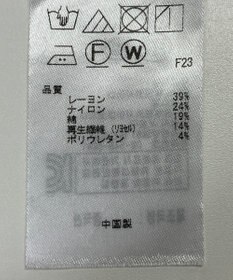 F W
F23
品質
レーヨン 39%
ナイロン 24%
綿 19%
再生繊維(リヨセル) 14%
ポリウレタン 4%
中国製